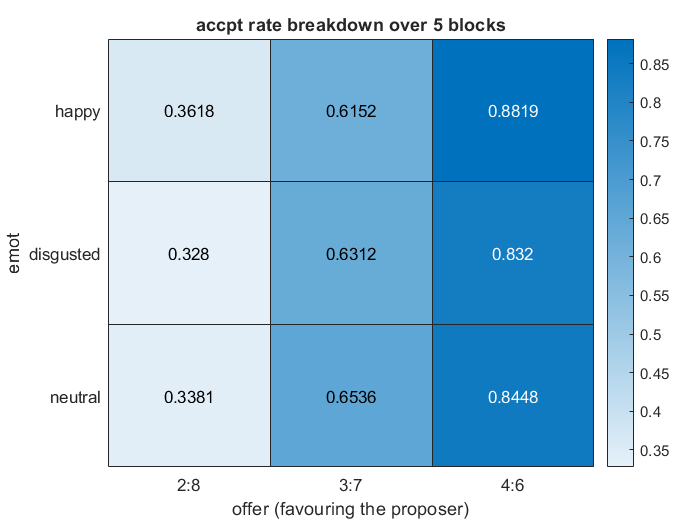 accpt rate breakdown over 5 blocks
happy 0.3618 0.6152 0.8819
disgusted 0.328 0.6312 0.832
neutral 0.3381 0.6536 0.8448
2:8 3:7 4:6
offer (favouring the proposer)
emot
0.85
0.8
0.75
0.7
0.65
0.6
0.55
0.5
0.45
0.4
0.35